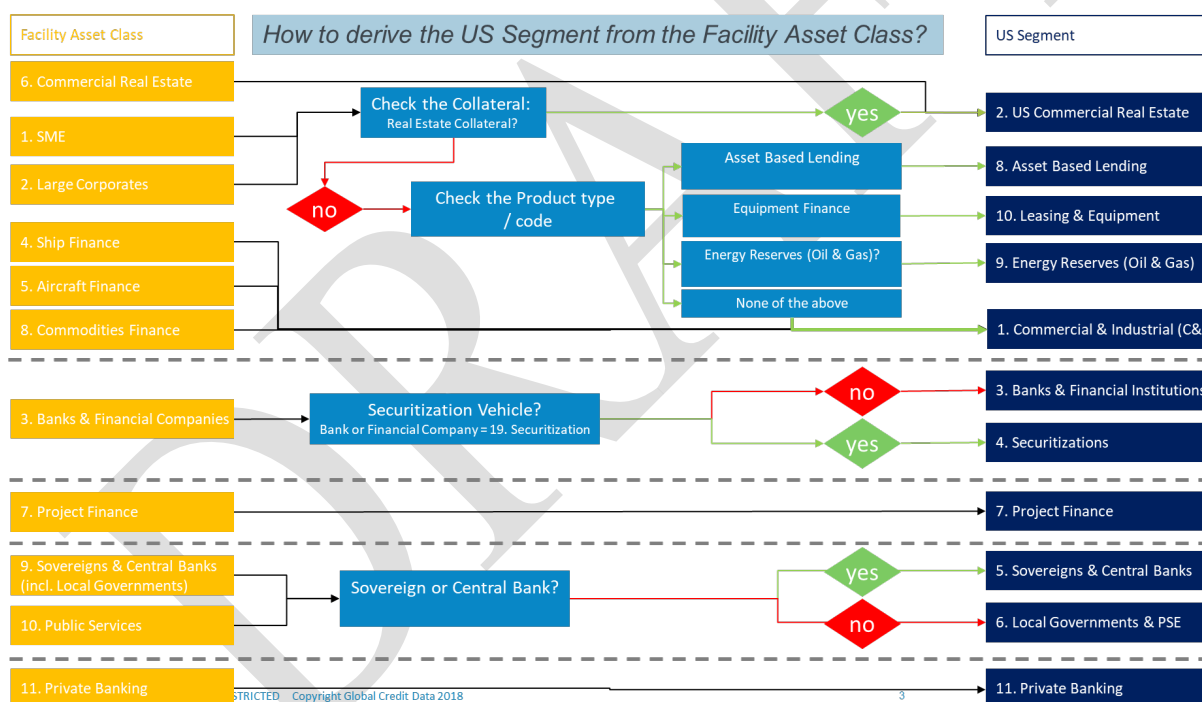 Facility Asset Class
How to derive the US Segment from the Facility Asset Class?
US Segment
6. Commercial Real Estate
1. SME
2. Large Corporates
4. Ship Finance
5. Aircraft Finance
8. Commodities Finance
Check the Collateral:
Real Estate Collateral?
yes
no
Check the Product type
/ code
Asset Based Lending
Equipment Finance
Energy Reserves (Oil & Gas)?
None of the above
2. US Commercial Real Estate
8. Asset Based Lending
10. Leasing & Equipment
9. Energy Reserves (Oil & Gas)
1. Commercial & Industrial (C&
3. Banks & Financial Companies
Securitization Vehicle?
Bank or Financial Company = 19. Securitization
no
yes
3. Banks & Financial Institutions
4. Securitizations
7. Project Finance
7. Project Finance
9. Sovereigns & Central Banks
(incl. Local Governments)
10. Public Services
Sovereign or Central Bank?
yes
no
5. Sovereigns & Central Banks
6. Local Governments & PSE
11. Private Banking
11. Private Banking
STRICTED Copyright Global Credit Data 2018
3
DRAF